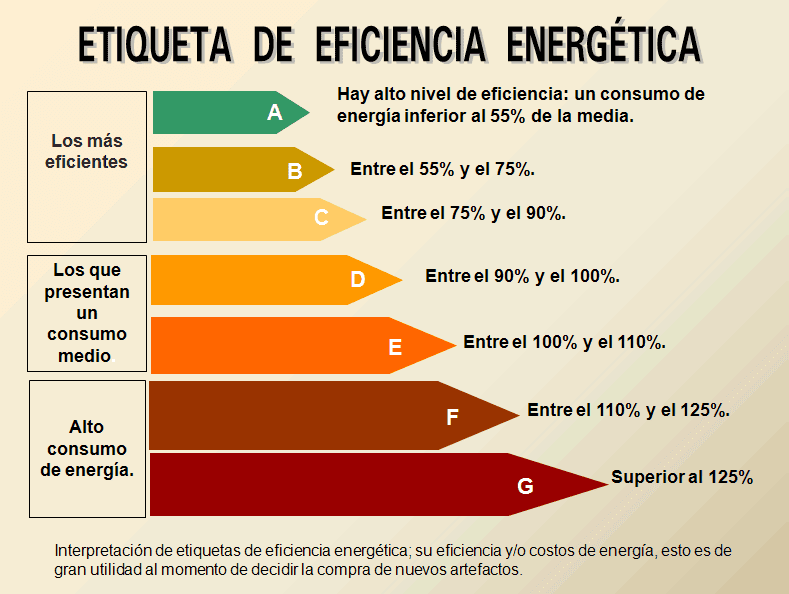 ETIQUETA DE EFICIENCIA ENERGÉTICA
Los más
eficientes
A
Hay alto nivel de eficiencia: un consumo de
energía inferior al 55% de la media.
B
Entre el 55% y el 75%.
C
Entre el 75% y el 90%.
Los que
presentan
un
consumo
medio.
D
Entre el 90% y el 100%.
E
Entre el 100% y el 110%.
Alto
consumo
de energía.
F
Entre el 110% y el 125%.
G
Superior al 125%
Interpretación de etiquetas de eficiencia energética; su eficiencia y/o costos de energía, esto es de
gran utilidad al momento de decidir la compra de nuevos artefactos.